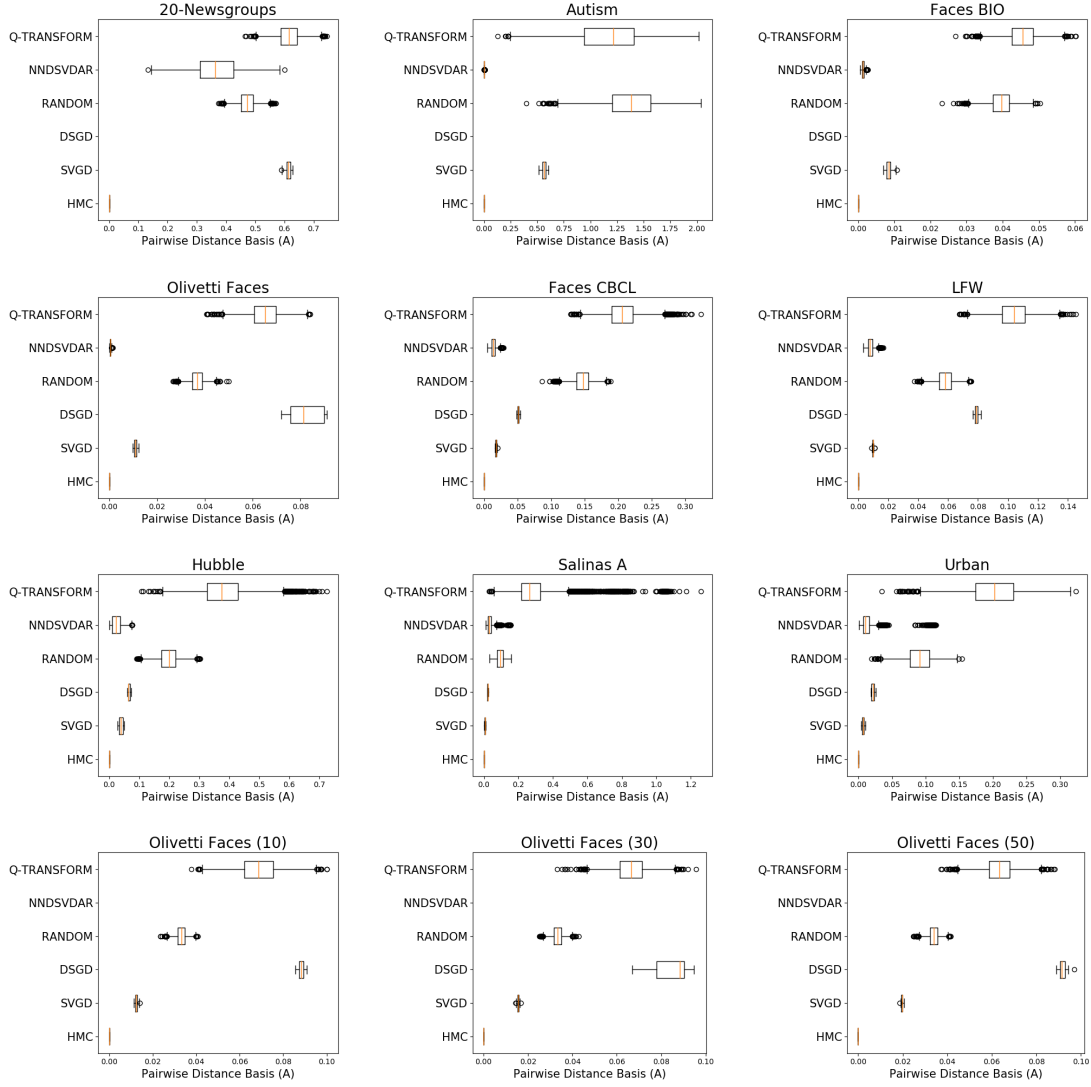 20-Newsgroups
Q-TRANSFORM
NNDSVDAR
RANDOM
DSGD
SVGD
HMC
0.0 0.1 0.2 0.3 0.4 0.5 0.6 0.7
Pairwise Distance Basis (A)
Autism
Q-TRANSFORM
NNDSVDAR
RANDOM
DSGD
SVGD
HMC
0.00 0.25 0.50 0.75 1.00 1.25 1.50 1.75 2.00
Pairwise Distance Basis (A)
Faces BIO
Q-TRANSFORM
NNDSVDAR
RANDOM
DSGD
SVGD
HMC
0.00 0.01 0.02 0.03 0.04 0.05 0.06
Pairwise Distance Basis (A)
Olivetti Faces
Q-TRANSFORM
NNDSVDAR
RANDOM
DSGD
SVGD
HMC
0.00 0.02 0.04 0.06 0.08
Pairwise Distance Basis (A)
Faces CBCL
Q-TRANSFORM
NNDSVDAR
RANDOM
DSGD
SVGD
HMC
0.00 0.05 0.10 0.15 0.20 0.25 0.30
Pairwise Distance Basis (A)
LFW
Q-TRANSFORM
NNDSVDAR
RANDOM
DSGD
SVGD
HMC
0.00 0.02 0.04 0.06 0.08 0.10 0.12 0.14
Pairwise Distance Basis (A)
Hubble
Q-TRANSFORM
NNDSVDAR
RANDOM
DSGD
SVGD
HMC
0.0 0.1 0.2 0.3 0.4 0.5 0.6 0.7
Pairwise Distance Basis (A)
Salinas A
Q-TRANSFORM
NNDSVDAR
RANDOM
DSGD
SVGD
HMC
0.0 0.2 0.4 0.6 0.8 1.0 1.2
Pairwise Distance Basis (A)
Urban
Q-TRANSFORM
NNDSVDAR
RANDOM
DSGD
SVGD
HMC
0.00 0.05 0.10 0.15 0.20 0.25 0.30
Pairwise Distance Basis (A)
Olivetti Faces (10)
Q-TRANSFORM
NNDSVDAR
RANDOM
DSGD
SVGD
HMC
0.00 0.02 0.04 0.06 0.08 0.10
Pairwise Distance Basis (A)
Olivetti Faces (30)
Q-TRANSFORM
NNDSVDAR
RANDOM
DSGD
SVGD
HMC
0.00 0.02 0.04 0.06 0.08 0.10
Pairwise Distance Basis (A)
Olivetti Faces (50)
Q-TRANSFORM
NNDSVDAR
RANDOM
DSGD
SVGD
HMC
0.00 0.02 0.04 0.06 0.08 0.10
Pairwise Distance Basis (A)